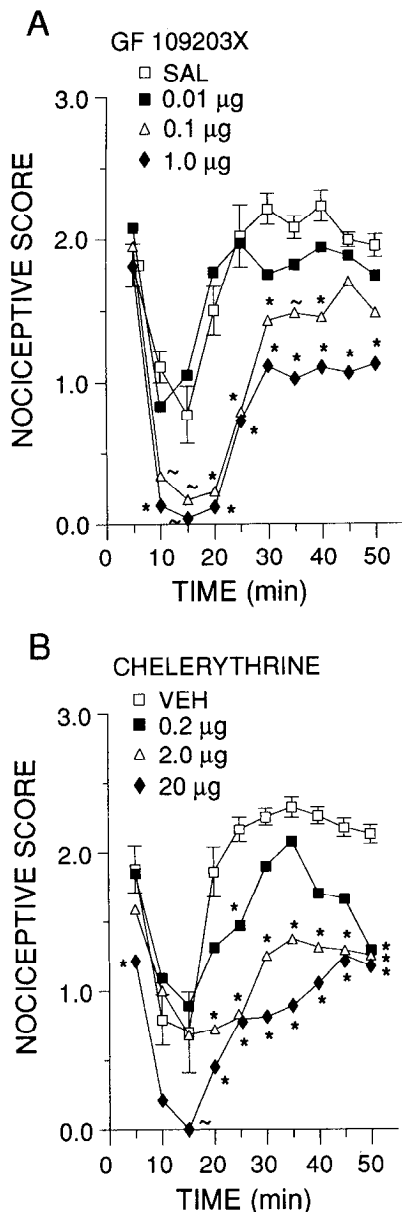 A
GF 109203X
SAL
0.01 µg
0.1 µg
1.0 µg
3.0
2.0
1.0
0.0
NOCICEPTIVE SCORE
* ~ *
* * * * *
* *
~ ~ *
* ~ *
0 10 20 30 40 50
TIME (min)
B
CHELERYTHRINE
VEH
0.2 µg
2.0 µg
20 µg
3.0
2.0
1.0
0.0
NOCICEPTIVE SCORE
*
* * * * * *
* *
* * * * * *
* ~
0 10 20 30 40 50
TIME (min)